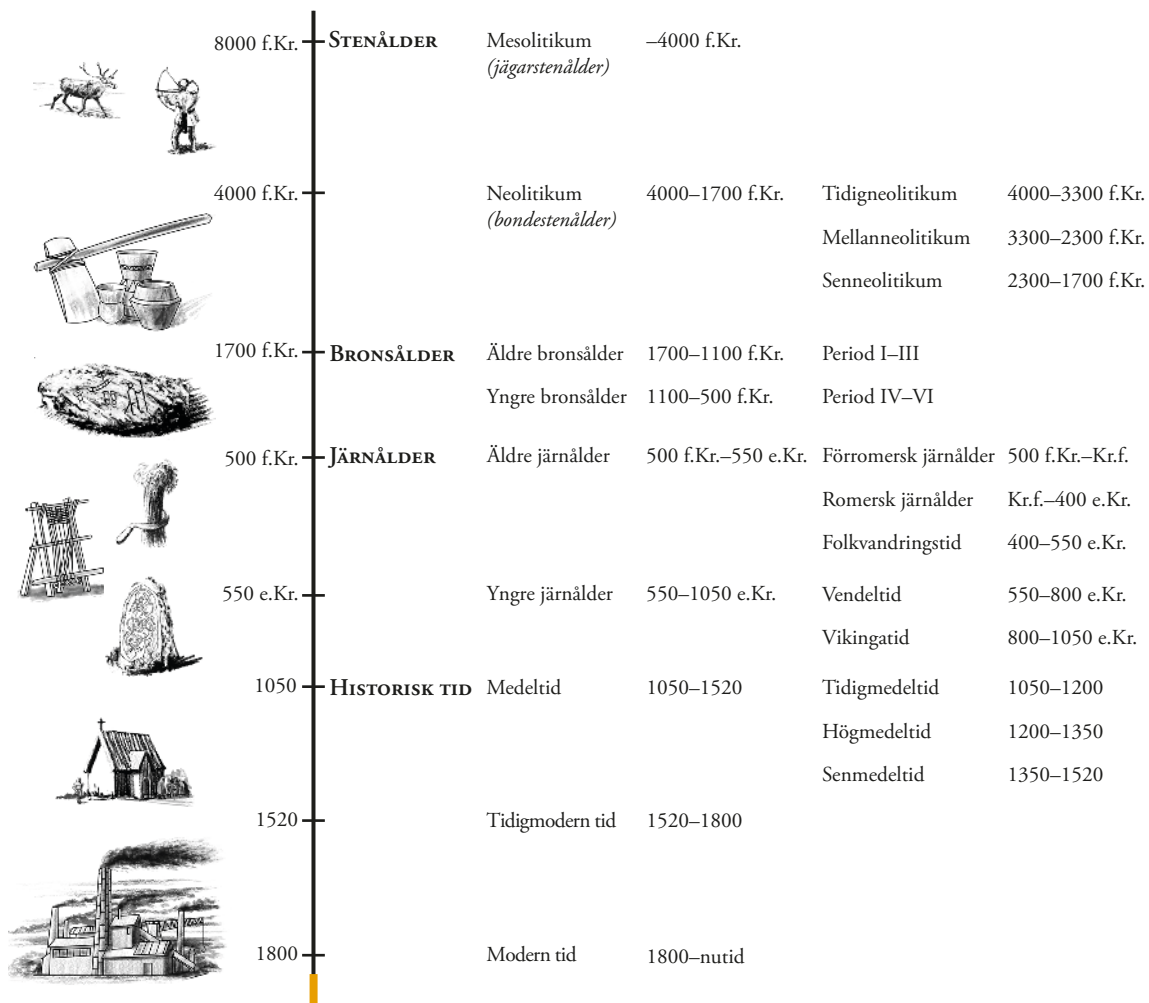 8000 f.Kr. STENÅLDER Mesolitikum –4000 f.Kr.
(jägarstenålder)
4000 f.Kr. Neolitikum 4000–1700 f.Kr. Tidigneolitikum 4000–3300 f.Kr.
(bondestenålder)
Mellanneolitikum 3300–2300 f.Kr.
Senneolitikum 2300–1700 f.Kr.
1700 f.Kr. BRONSÅLDER Äldre bronsålder 1700–1100 f.Kr. Period I–III
Yngre bronsålder 1100–500 f.Kr. Period IV–VI
500 f.Kr. JÄRNÅLDER Äldre järnålder 500 f.Kr.–550 e.Kr. Förromersk järnålder 500 f.Kr.–Kr.f.
Romersk järnålder Kr.f.–400 e.Kr.
Folkvandringstid 400–550 e.Kr.
550 e.Kr. Yngre järnålder 550–1050 e.Kr. Vendeltid 550–800 e.Kr.
Vikingatid 800–1050 e.Kr.
1050 HISTORISK TID Medeltid 1050–1520 Tidigmedeltid 1050–1200
Högmedeltid 1200–1350
Senmedeltid 1350–1520
1520 Tidigmodern tid 1520–1800
1800 Modern tid 1800–nutid